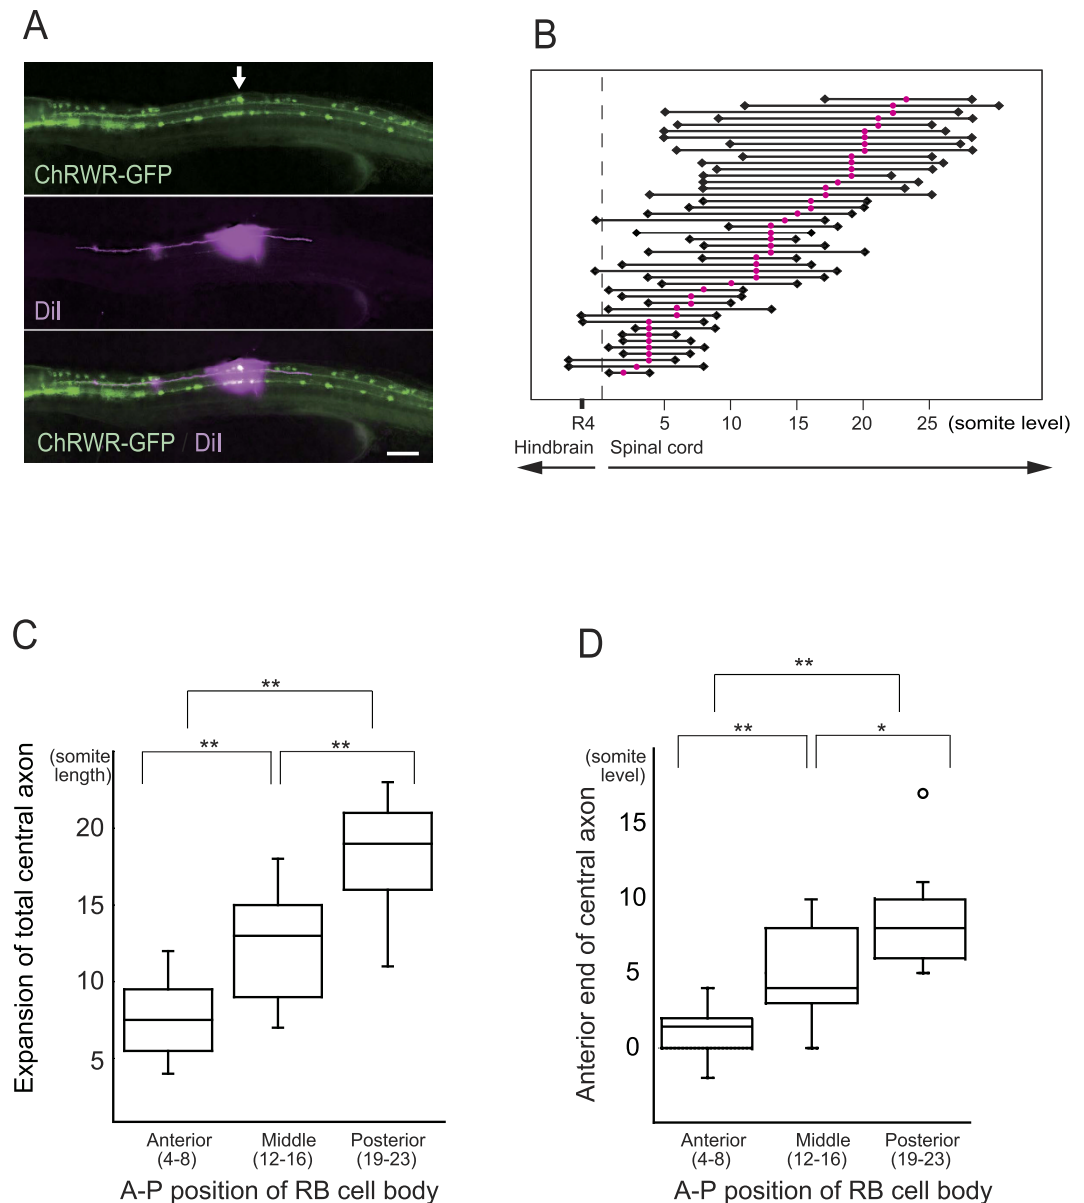 A
ChRWR-GFP
DiI
ChRWR-GFP / DiI
B
R4 5 10 15 20 25 (somite level)
Hindbrain Spinal cord
C
** 
** **
(somite length)
Expansion of total central axon
20
15
10
5
Anterior (4-8)
Middle (12-16)
Posterior (19-23)
A-P position of RB cell body
D
**
** *
(somite level)
Anterior end of central axon
15
10
5
0
Anterior (4-8)
Middle (12-16)
Posterior (19-23)
A-P position of RB cell body